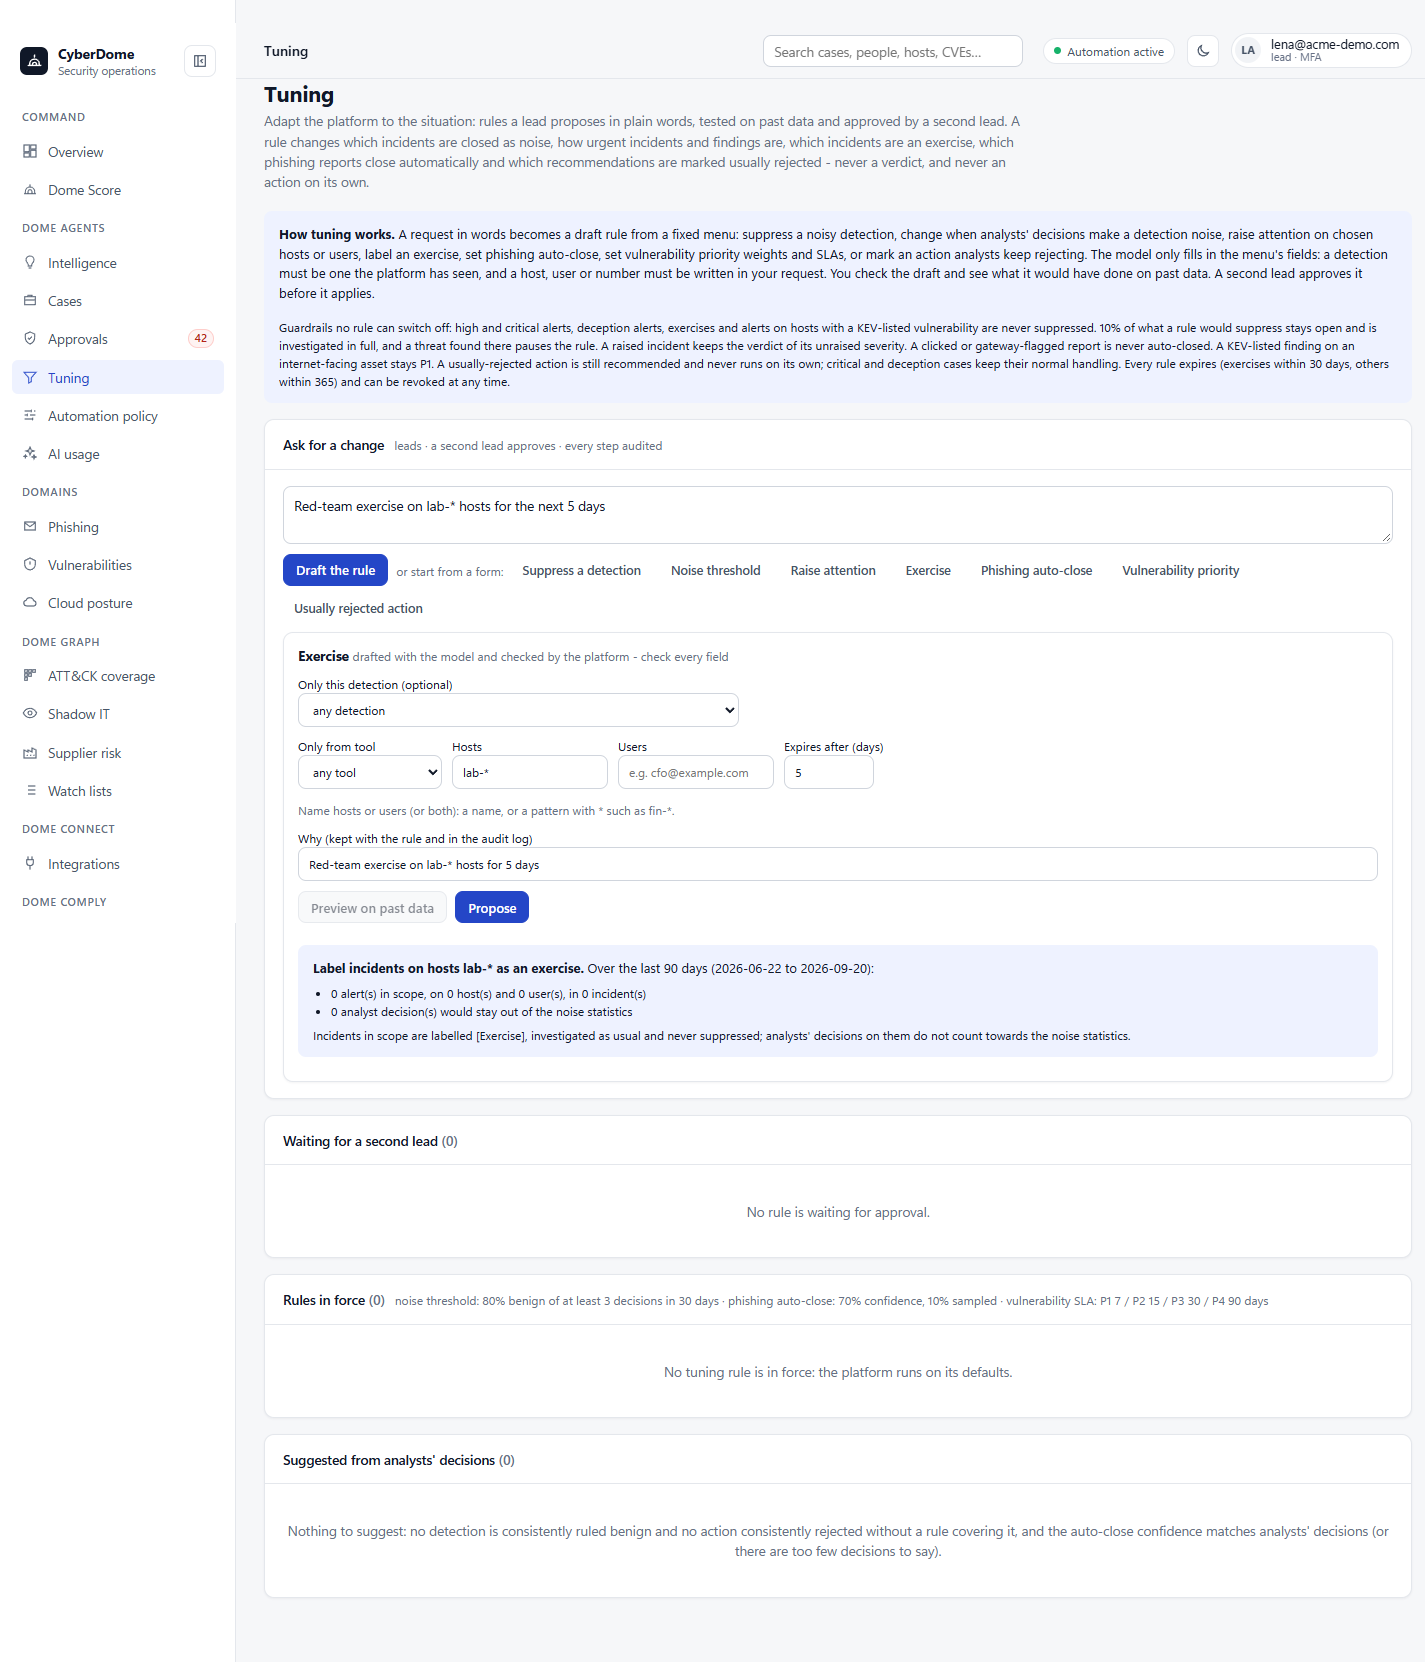 CyberDome
Security operations
COMMAND
Overview
Dome Score
DOME AGENTS
Intelligence
Cases
Approvals 42
Tuning
Automation policy
AI usage
DOMAINS
Phishing
Vulnerabilities
Cloud posture
DOME GRAPH
ATT&CK coverage
Shadow IT
Supplier risk
Watch lists
DOME CONNECT
Integrations
DOME COMPLY
Tuning
Search cases, people, hosts, CVEs...
Automation active
LA
lena@acme-demo.com
lead · MFA
Tuning
Adapt the platform to the situation: rules a lead proposes in plain words, tested on past data and approved by a second lead. A
rule changes which incidents are closed as noise, how urgent incidents and findings are, which incidents are an exercise, which
phishing reports close automatically and which recommendations are marked usually rejected - never a verdict, and never an
action on its own.
How tuning works. A request in words becomes a draft rule from a fixed menu: suppress a noisy detection, change when analysts' decisions make a detection noise, raise attention on chosen
hosts or users, label an exercise, set phishing auto-close, set vulnerability priority weights and SLAs, or mark an action analysts keep rejecting. The model only fills in the menu's fields: a detection
must be one the platform has seen, and a host, user or number must be written in your request. You check the draft and see what it would have done on past data. A second lead approves it
before it applies.
Guardrails no rule can switch off: high and critical alerts, deception alerts, exercises and alerts on hosts with a KEV-listed vulnerability are never suppressed. 10% of what a rule would suppress stays open and is
investigated in full, and a threat found there pauses the rule. A raised incident keeps the verdict of its unraised severity. A clicked or gateway-flagged report is never auto-closed. A KEV-listed finding on an
internet-facing asset stays P1. A usually-rejected action is still recommended and never runs on its own; critical and deception cases keep their normal handling. Every rule expires (exercises within 30 days, others
within 365) and can be revoked at any time.
Ask for a change leads · a second lead approves · every step audited
Red-team exercise on lab-* hosts for the next 5 days
Draft the rule or start from a form: Suppress a detection Noise threshold Raise attention Exercise Phishing auto-close Vulnerability priority
Usually rejected action
Exercise drafted with the model and checked by the platform - check every field
Only this detection (optional)
any detection
Only from tool Hosts Users Expires after (days)
any tool lab-* e.g. cfo@example.com 5
Name hosts or users (or both): a name, or a pattern with * such as fin-*.
Why (kept with the rule and in the audit log)
Red-team exercise on lab-* hosts for 5 days
Preview on past data Propose
Label incidents on hosts lab-* as an exercise. Over the last 90 days (2026-06-22 to 2026-09-20):
• 0 alert(s) in scope, on 0 host(s) and 0 user(s), in 0 incident(s)
• 0 analyst decision(s) would stay out of the noise statistics
Incidents in scope are labelled [Exercise], investigated as usual and never suppressed; analysts' decisions on them do not count towards the noise statistics.
Waiting for a second lead (0)
No rule is waiting for approval.
Rules in force (0) noise threshold: 80% benign of at least 3 decisions in 30 days · phishing auto-close: 70% confidence, 10% sampled · vulnerability SLA: P1 7 / P2 15 / P3 30 / P4 90 days
No tuning rule is in force: the platform runs on its defaults.
Suggested from analysts' decisions (0)
Nothing to suggest: no detection is consistently ruled benign and no action consistently rejected without a rule covering it, and the auto-close confidence matches analysts' decisions (or
there are too few decisions to say).